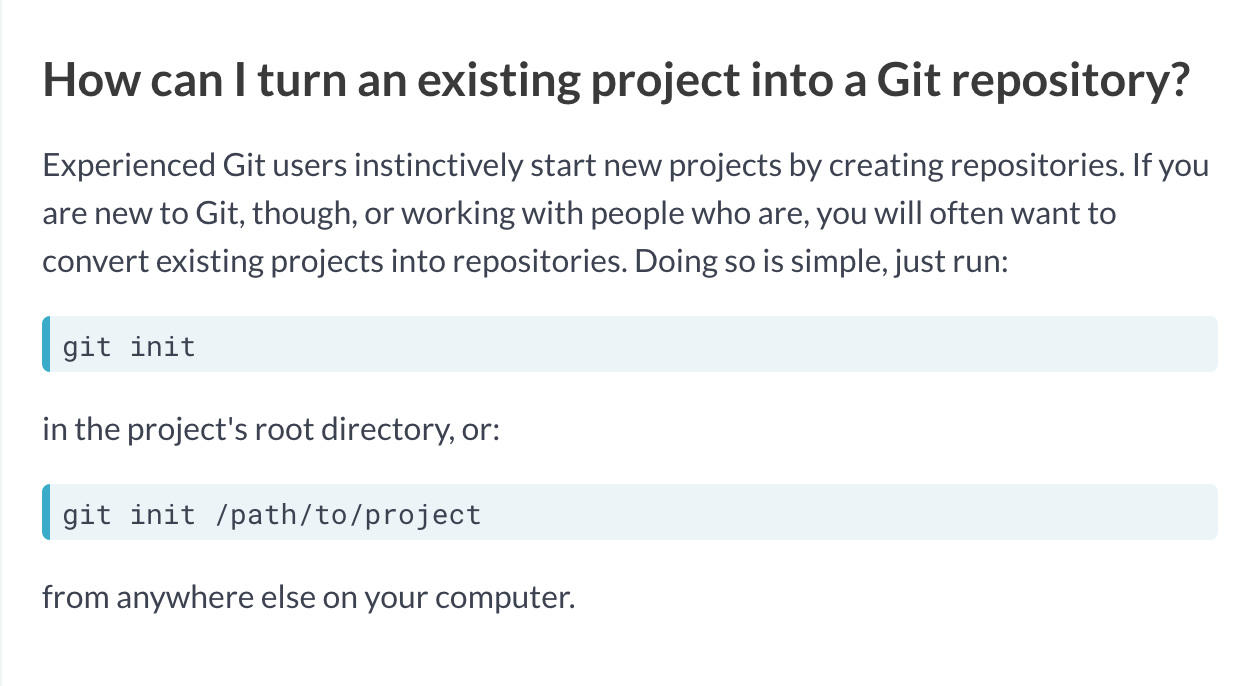 How can I turn an existing project into a Git repository?
Experienced Git users instinctively start new projects by creating repositories. If you
are new to Git, though, or working with people who are, you will often want to
convert existing projects into repositories. Doing so is simple, just run:
git init
in the project's root directory, or:
git init /path/to/project
from anywhere else on your computer.